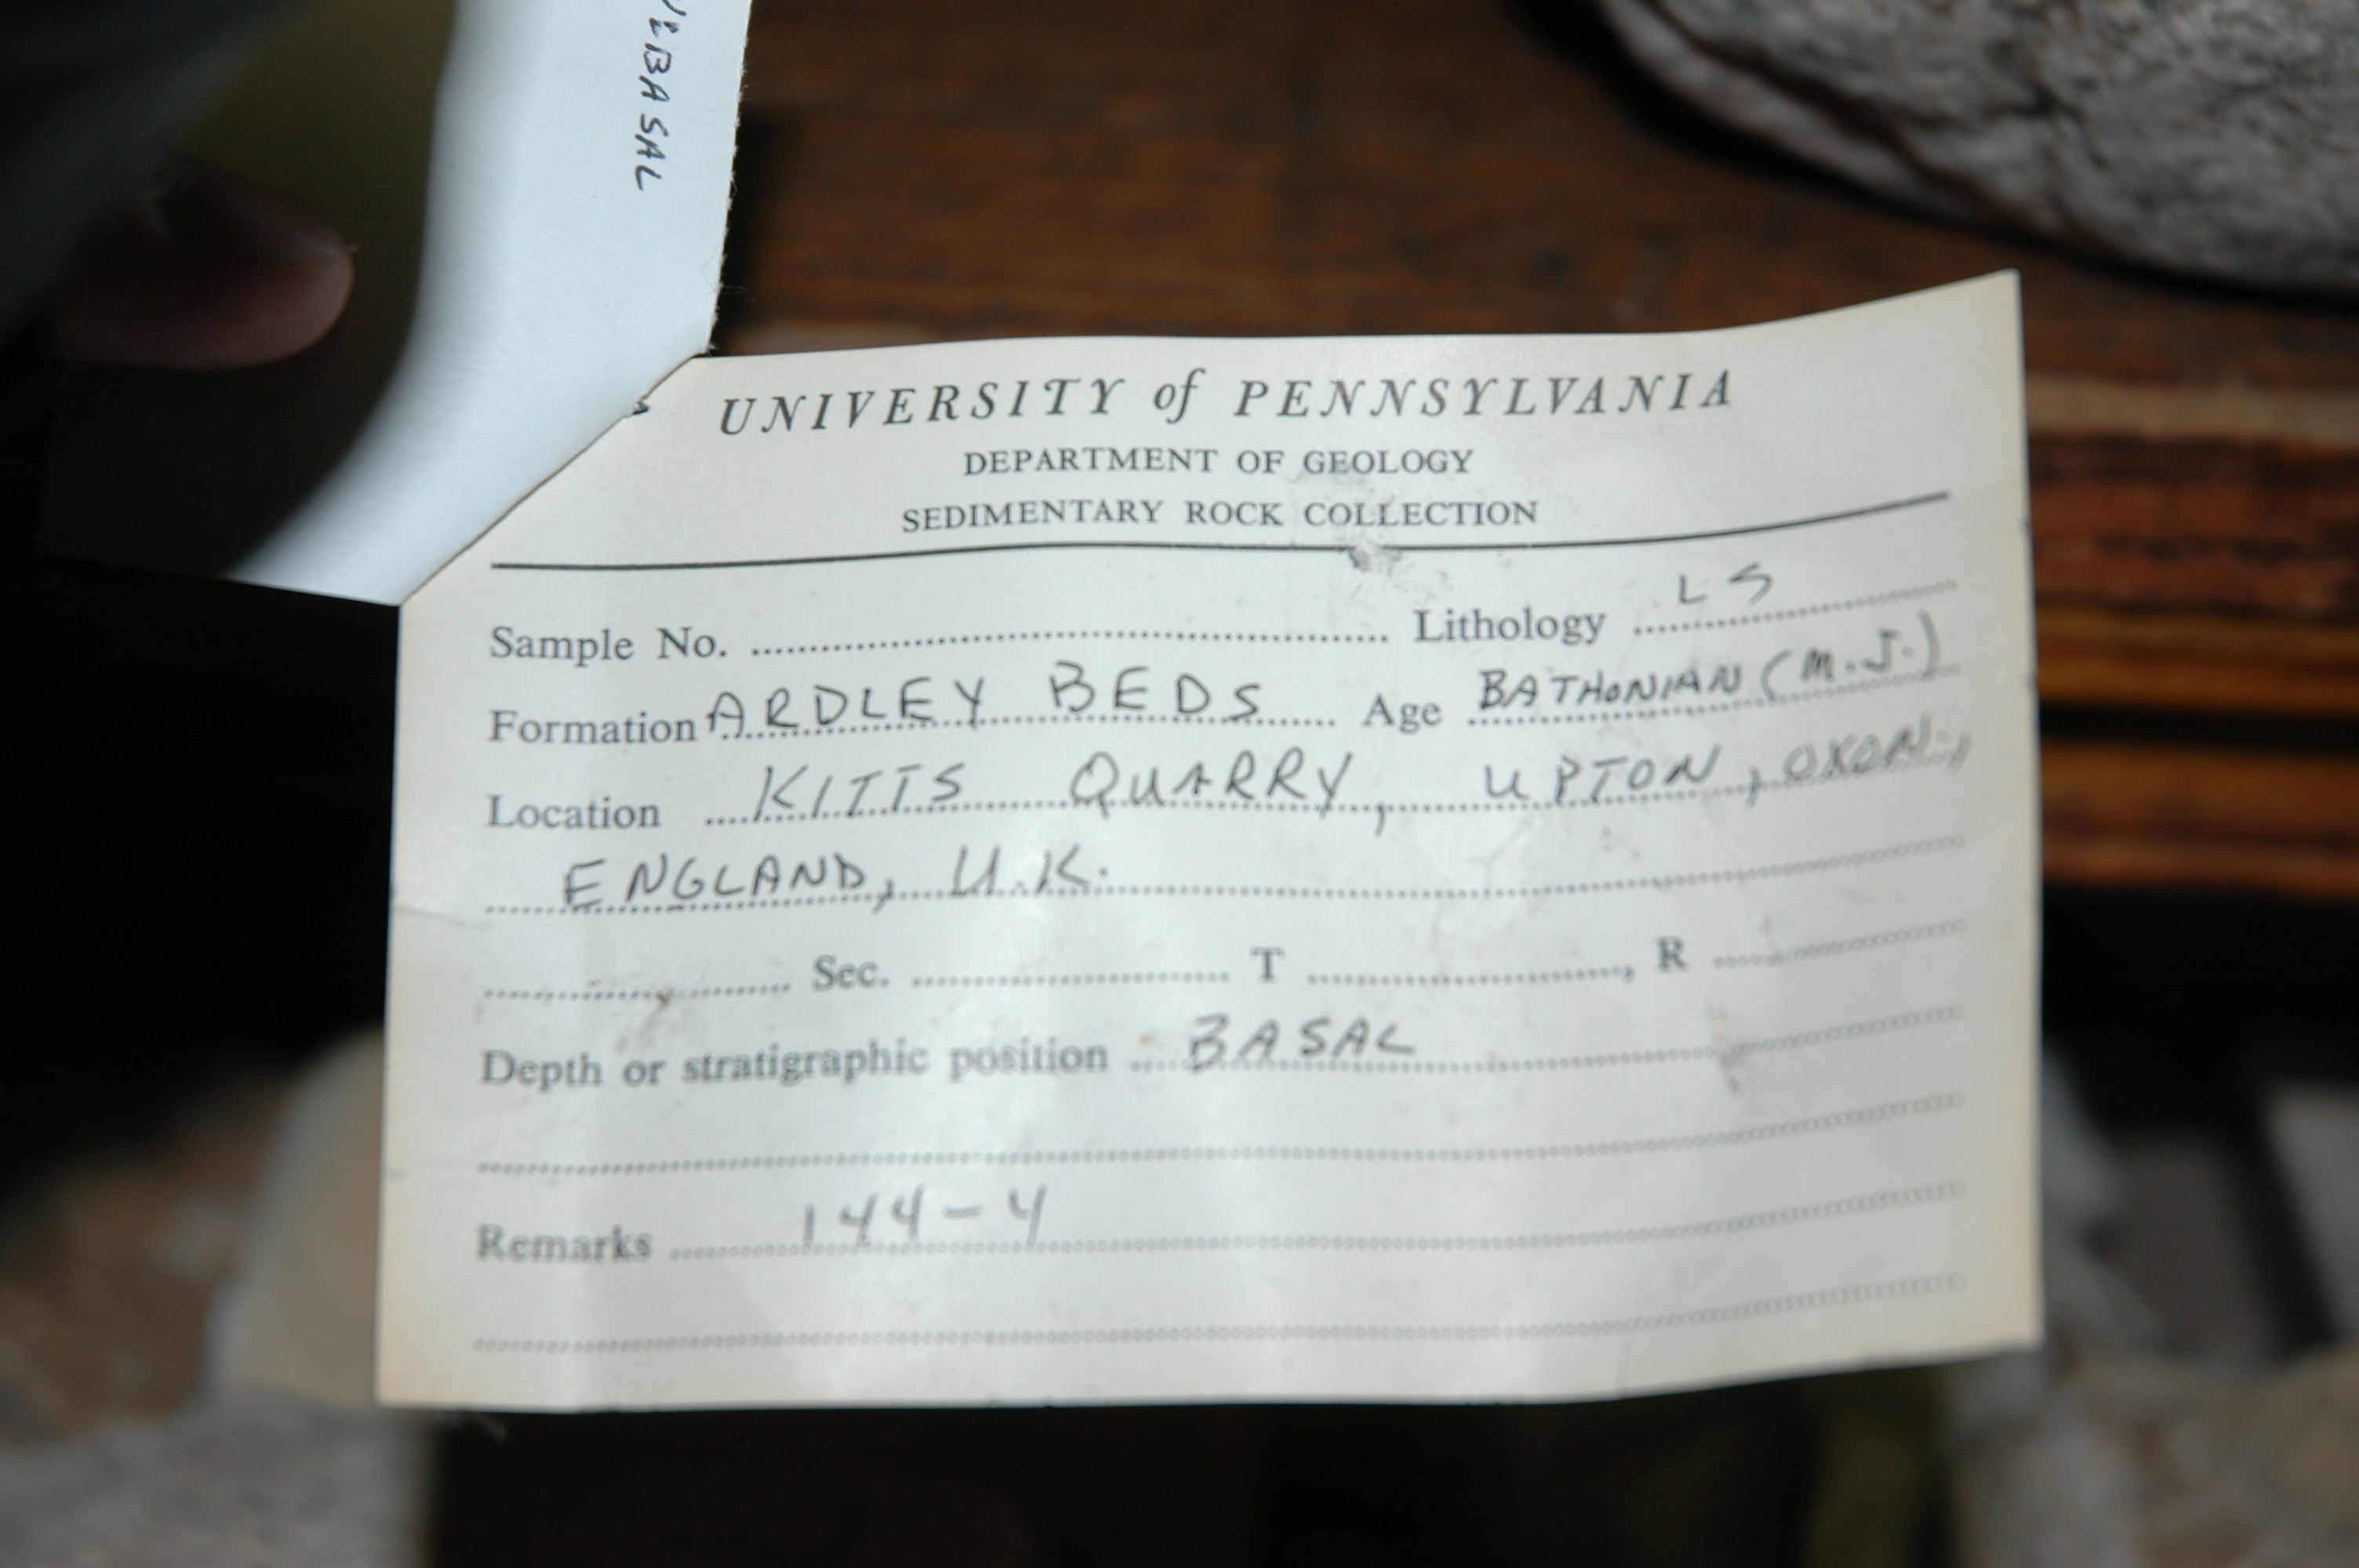 BASAL
UNIVERSITY of PENNSYLVANIA
DEPARTMENT OF GEOLOGY
SEDIMENTARY ROCK COLLECTION
Sample No. Lithology LS
Formation ARDLEY BEDS Age BATHONIAN (M.J.)
Location KITTS QUARRY, UPTON, OXON.,
ENGLAND, U.K.
Sec. T , R
Depth or stratigraphic position BASAL
Remarks 144-4